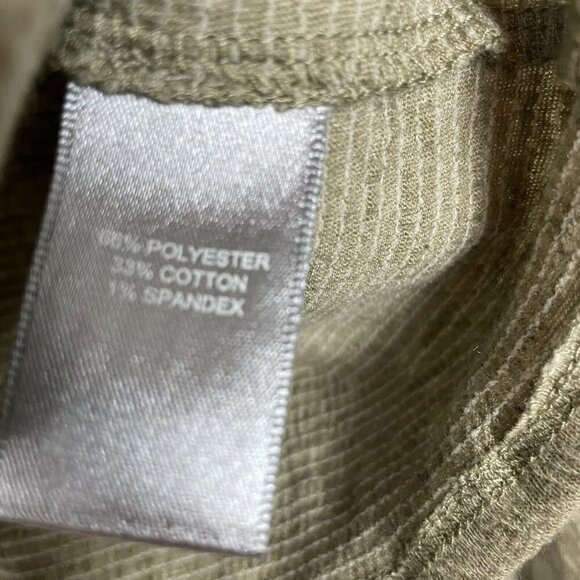 66% POLYESTER
33% COTTON
1% SPANDEX